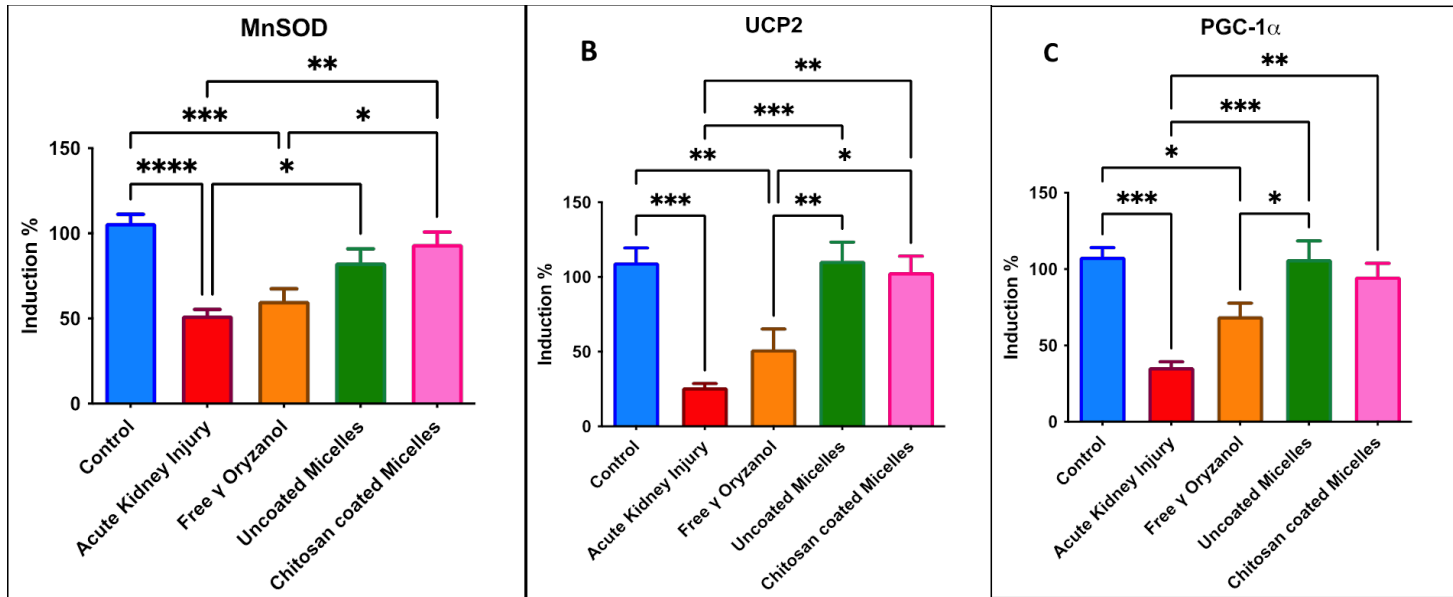 MnSOD
**
***
*
****
*
150
100
50
0
Induction %
Control
Acute Kidney Injury
Free γ Oryzanol
Uncoated Micelles
Chitosan coated Micelles
B
UCP2
**
***
**
*
***
**
150
100
50
0
Induction %
Control
Acute Kidney Injury
Free γ Oryzanol
Uncoated Micelles
Chitosan coated Micelles
C
PGC-1α
**
***
*
***
*
150
100
50
0
Induction %
Control
Acute Kidney Injury
Free γ Oryzanol
Uncoated Micelles
Chitosan coated Micelles